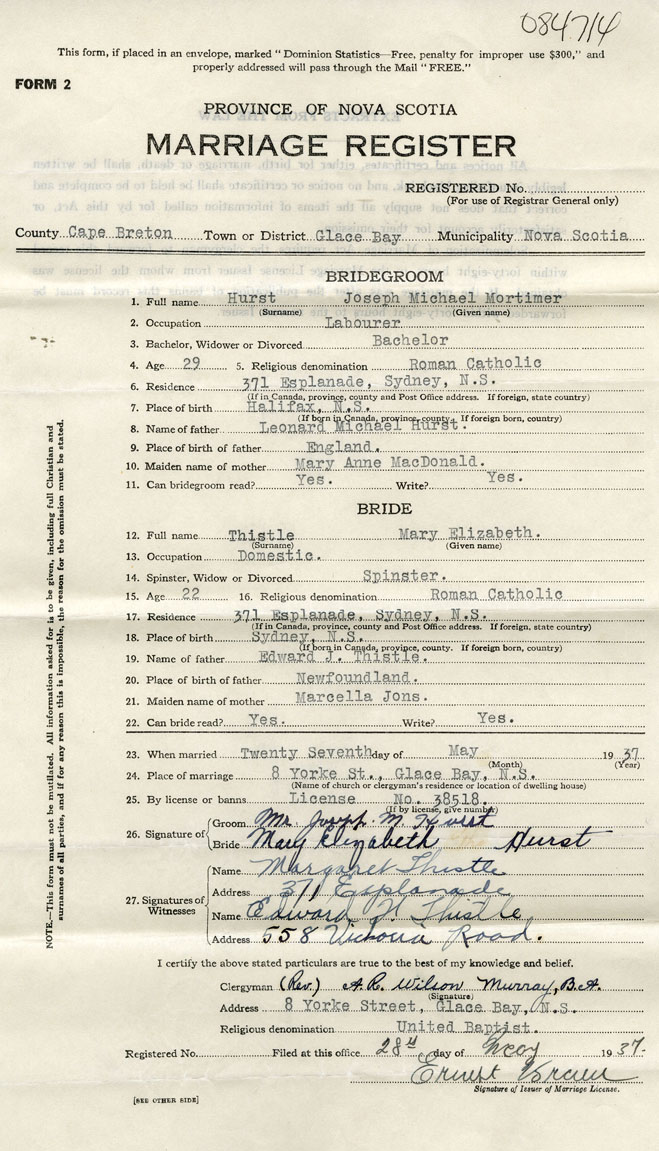 084714
This form, if placed in an envelope, marked "Dominion Statistics—Free, penalty for improper use $300," and
properly addressed will pass through the Mail "FREE."
FORM 2
PROVINCE OF NOVA SCOTIA
MARRIAGE REGISTER
REGISTERED No.
(For use of Registrar General only)
County Cape Breton Town or District Glace Bay Municipality Nova Scotia
BRIDEGROOM
1. Full name Hurst Joseph Michael Mortimer
(Surname) (Given name)
2. Occupation Labourer
3. Bachelor, Widower or Divorced Bachelor
4. Age 29 5. Religious denomination Roman Catholic
6. Residence 371 Esplanade, Sydney, N.S.
(If in Canada, province, county and Post Office address. If foreign, state country)
7. Place of birth Halifax, N.S.
(If born in Canada, province, county. If foreign born, country)
8. Name of father Leonard Michael Hurst.
9. Place of birth of father England.
10. Maiden name of mother Mary Anne MacDonald.
11. Can bridegroom read? Yes. Write? Yes.
BRIDE
12. Full name Thistle Mary Elizabeth.
(Surname) (Given name)
13. Occupation Domestic.
14. Spinster, Widow or Divorced Spinster.
15. Age 22 16. Religious denomination Roman Catholic
17. Residence 371 Esplanade, Sydney, N.S.
(If in Canada, province, county and Post Office address. If foreign, state country)
18. Place of birth Sydney, N.S.
(If born in Canada, province, county. If foreign born, country)
19. Name of father Edward J. Thistle.
20. Place of birth of father Newfoundland.
21. Maiden name of mother Marcella Jons.
22. Can bride read? Yes. Write? Yes.
23. When married Twenty Seventh day of May 1937
(Month) (Year)
24. Place of marriage 8 Yorke St., Glace Bay, N.S.
(Name of church or clergyman's residence or location of dwelling house)
25. By license or banns License No. 38518.
(If by license, give number)
26. Signature of Groom Mr. Joseph M Hurst
Bride Mary Elizabeth Hurst
27. Signatures of Witnesses
Name Margaret Thistle
Address 371 Esplanade
Name Edward Thistle
Address 558 Victoria Road.
I certify the above stated particulars are true to the best of my knowledge and belief.
Clergyman (Rev.) A. R. Wilson Murray, B.A.
(Signature)
Address 8 Yorke Street, Glace Bay, N.S.
Religious denomination United Baptist.
Registered No. Filed at this office 28th day of May 1937.
Ernest
Signature of Issuer of Marriage License.
[SEE OTHER SIDE]
NOTE.—This form must not be mutilated. All information asked for is to be given, including full Christian and
surnames of all parties, and if for any reason this is impossible, the reason for the omission must be stated.